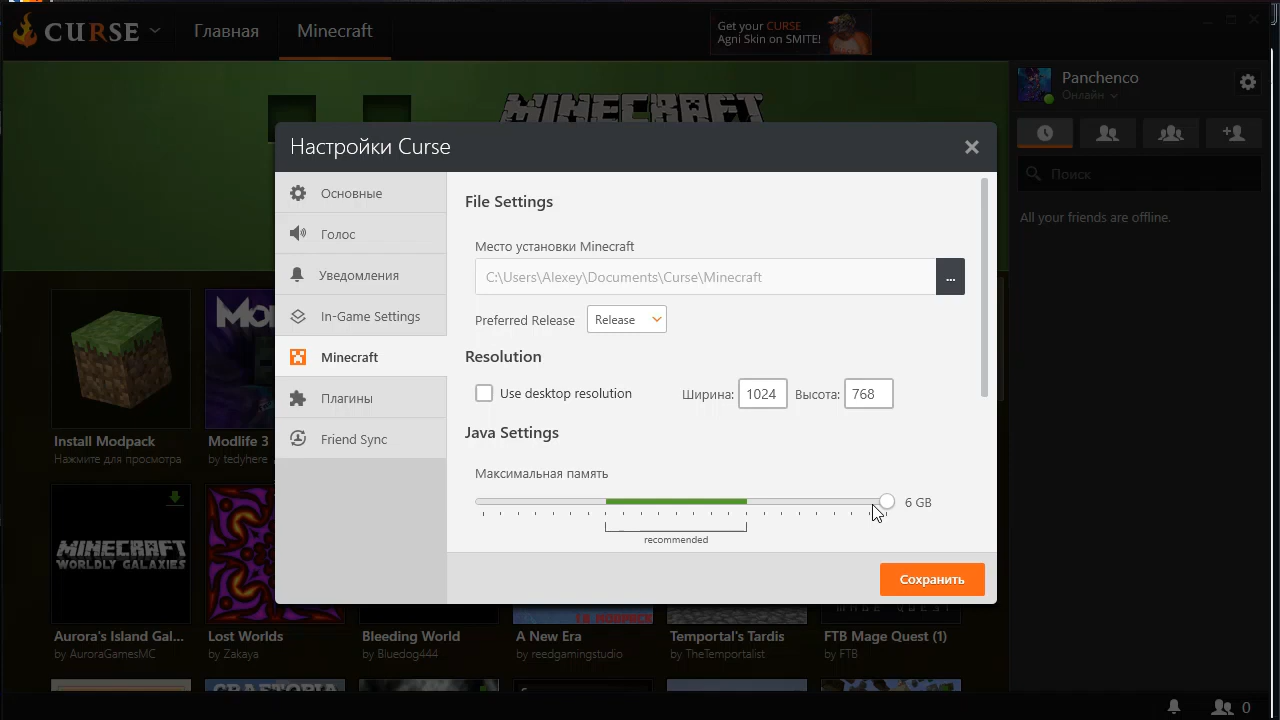 CURSE
Главная
Minecraft
Get your CURSE
Agni Skin on SMITE!
MINECRAFT
Panchenco
Онлайн
Поиск
All your friends are offline.
Настройки Curse
Основные
Голос
Уведомления
In-Game Settings
Minecraft
Плагины
Friend Sync
File Settings
Место установки Minecraft
C:\Users\Alexey\Documents\Curse\Minecraft
...
Preferred Release
Release
Resolution
Use desktop resolution
Ширина: 1024
Высота: 768
Java Settings
Максимальная память
6 GB
recommended
Сохранить
Install Modpack
Нажмите для просмотра
Modlife 3
by tedyhere
MINECRAFT
WORLDLY GALAXIES
Aurora's Island Gal...
by AuroraGamesMC
Lost Worlds
by Zakaya
Bleeding World
by Bluedog444
A New Era
by reedgamingstudio
Temportal's Tardis
by TheTemportalist
FTB Mage Quest (1)
by FTB
CRAFTOPIA
0